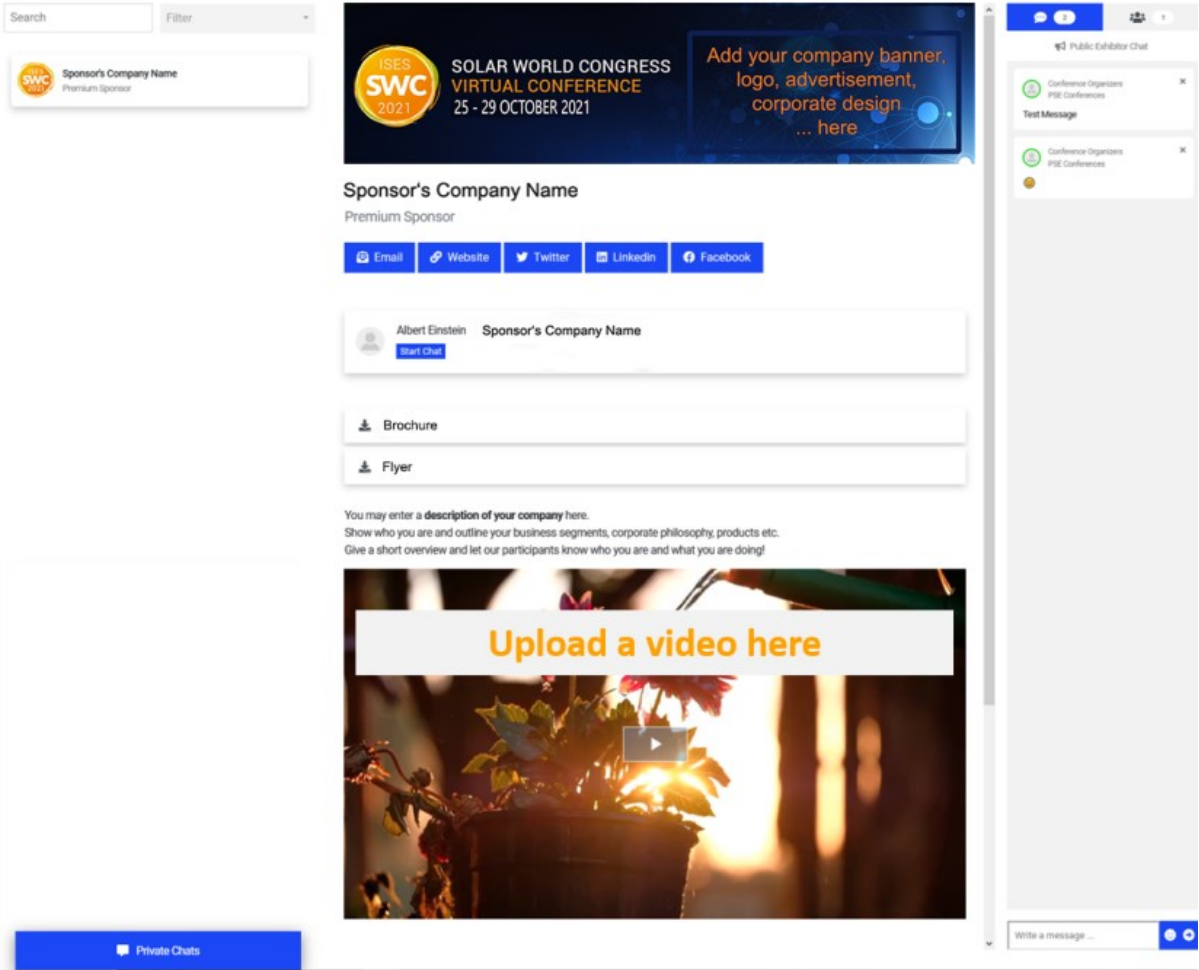 Search
Filter
ISES
SWC
2021
Sponsor's Company Name
Premium Sponsor
Private Chats
ISES
SWC
2021
SOLAR WORLD CONGRESS
VIRTUAL CONFERENCE
25 - 29 OCTOBER 2021
Add your company banner,
logo, advertisement,
corporate design
... here
Sponsor's Company Name
Premium Sponsor
Email
Website
Twitter
Linkedin
Facebook
Albert Einstein
Sponsor's Company Name
Start Chat
Brochure
Flyer
You may enter a description of your company here.
Show who you are and outline your business segments, corporate philosophy, products etc.
Give a short overview and let our participants know who you are and what you are doing!
Upload a video here
2
1
Public Exhibitor Chat
Conference Organizers
PSE Conferences
Test Message
Conference Organizers
PSE Conferences
Write a message ...